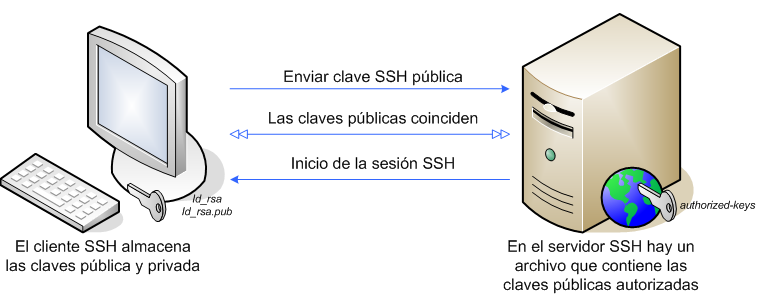 Enviar clave SSH pública
Las claves públicas coinciden
Inicio de la sesión SSH
Id_rsa
Id_rsa.pub
authorized-keys
El cliente SSH almacena
las claves pública y privada
En el servidor SSH hay un
archivo que contiene las
claves públicas autorizadas